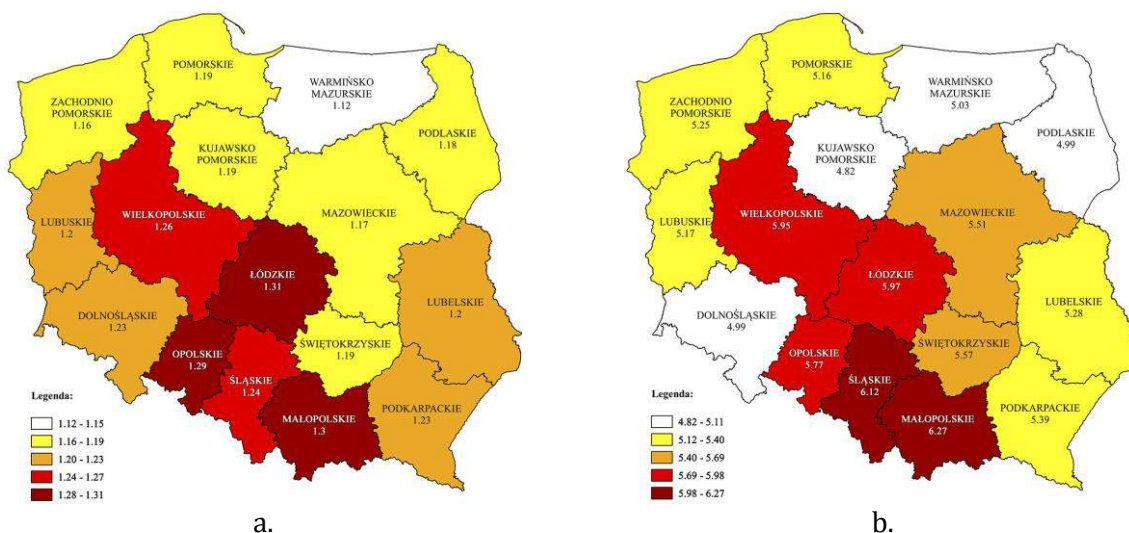 POMORSKIE
1.19
WARMIŃSKO
MAZURSKIE
1.12
ZACHODNIO
POMORSKIE
1.16
PODLASKIE
1.18
KUJAWSKO
POMORSKIE
1.19
MAZOWIECKIE
1.17
LUBUSKIE
1.2
WIELKOPOLSKIE
1.26
ŁÓDZKIE
1.31
LUBELSKIE
1.2
DOLNOŚLĄSKIE
1.23
OPOLSKIE
1.29
ŚWIĘTOKRZYSKIE
1.19
ŚLĄSKIE
1.24
MAŁOPOLSKIE
1.3
PODKARPACKIE
1.23
Legenda:
1.12 - 1.15
1.16 - 1.19
1.20 - 1.23
1.24 - 1.27
1.28 - 1.31
a.
POMORSKIE
5.16
WARMIŃSKO
MAZURSKIE
5.03
ZACHODNIO
POMORSKIE
5.25
PODLASKIE
4.99
KUJAWSKO
POMORSKIE
4.82
MAZOWIECKIE
5.51
LUBUSKIE
5.17
WIELKOPOLSKIE
5.95
ŁÓDZKIE
5.97
LUBELSKIE
5.28
DOLNOŚLĄSKIE
4.99
OPOLSKIE
5.77
ŚWIĘTOKRZYSKIE
5.57
ŚLĄSKIE
6.12
MAŁOPOLSKIE
6.27
PODKARPACKIE
5.39
Legenda:
4.82 - 5.11
5.12 - 5.40
5.40 - 5.69
5.69 - 5.98
5.98 - 6.27
b.